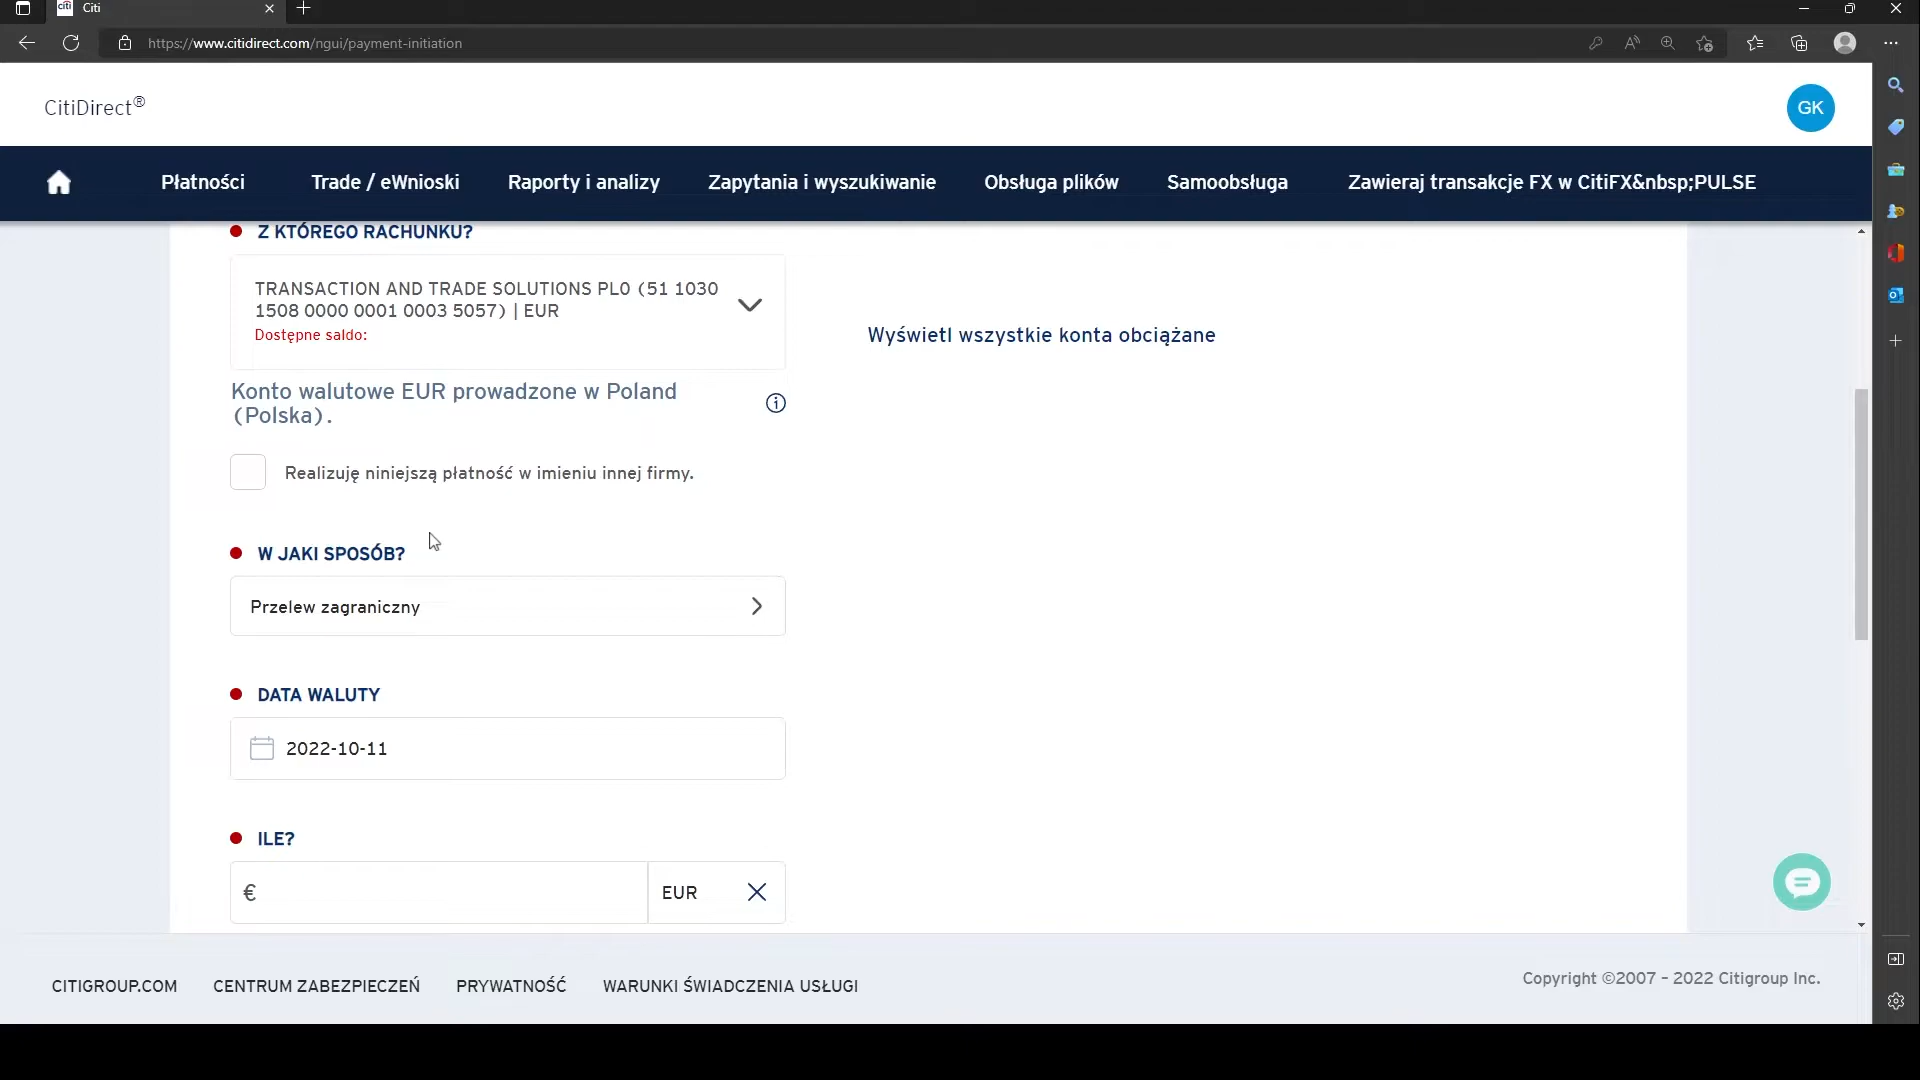 citi Citi
https://www.citidirect.com/ngui/payment-initiation
CitiDirect®
GK
Płatności Trade / eWnioski Raporty i analizy Zapytania i wyszukiwanie Obsługa plików Samoobsługa Zawieraj transakcje FX w CitiFX&nbsp;PULSE
Z KTÓREGO RACHUNKU?
TRANSACTION AND TRADE SOLUTIONS PL0 (51 1030
1508 0000 0001 0003 5057) | EUR
Dostępne saldo:
Wyświetl wszystkie konta obciążane
Konto walutowe EUR prowadzone w Poland
(Polska).
Realizuję niniejszą płatność w imieniu innej firmy.
W JAKI SPOSÓB?
Przelew zagraniczny
DATA WALUTY
2022-10-11
ILE?
€ EUR
CITIGROUP.COM CENTRUM ZABEZPIECZEŃ PRYWATNOŚĆ WARUNKI ŚWIADCZENIA USŁUGI
Copyright ©2007 – 2022 Citigroup Inc.